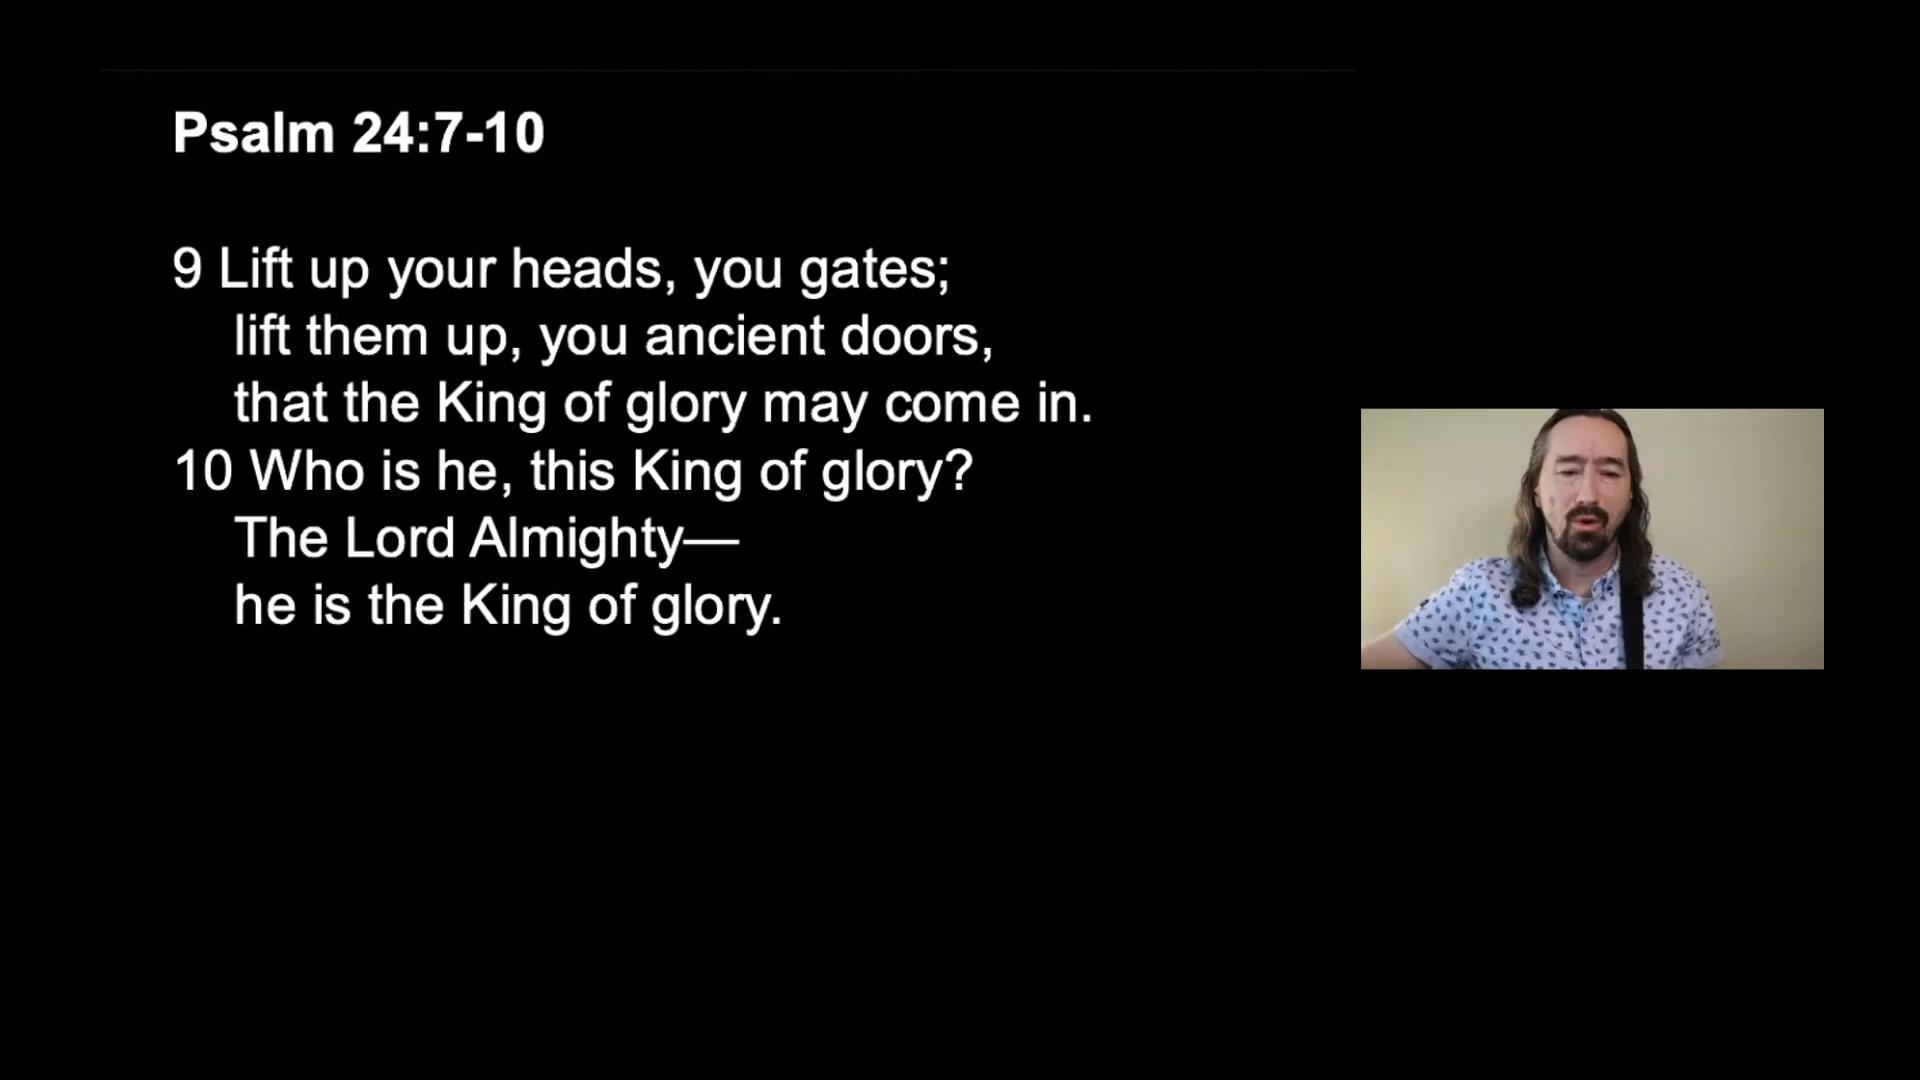 Psalm 24:7-10
9 Lift up your heads, you gates;
lift them up, you ancient doors,
that the King of glory may come in.
10 Who is he, this King of glory?
The Lord Almighty—
he is the King of glory.